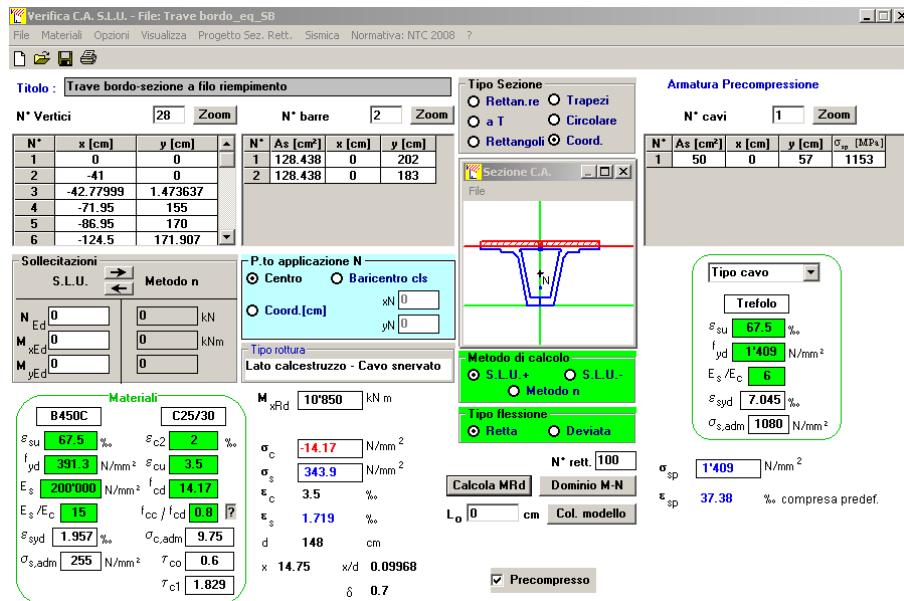 Verifica C.A. S.L.U. - File: Trave bordo_eq_SB
File Materiali Opzioni Visualizza Progetto Sez. Rett. Sismica Normativa: NTC 2008 ?
Titolo : Trave bordo-sezione a filo riempimento
N° Vertici 28 Zoom
N° barre 2 Zoom
N° x [cm] y [cm]
1 0 0
2 -41 0
3 -42.77999 1.473637
4 -71.95 155
5 -86.95 170
6 -124.5 171.907
N° As [cm²] x [cm] y [cm]
1 128.438 0 202
2 128.438 0 183
Tipo Sezione
Rettan.re Trapezi
a T Circolare
Rettangoli Coord.
Armatura Precompressione
N° cavi 1 Zoom
N° As [cm²] x [cm] y [cm] σsp [MPa]
1 50 0 57 1153
Sezione C.A.
File
N
Sollecitazioni
S.L.U. Metodo n
N Ed 0 0 kN
M xEd 0 0 kNm
M yEd 0 0
P.to applicazione N
Centro Baricentro cls
Coord.[cm] xN 0
yN 0
Tipo rottura
Lato calcestruzzo - Cavo snervato
Metodo di calcolo
S.L.U.+ S.L.U.-
Metodo n
Tipo flessione
Retta Deviata
N° rett. 100
Calcola MRd Dominio M-N
L o 0 cm Col. modello
Precompresso
Materiali
B450C C25/30
εsu 67.5 ‰ εc2 2 ‰
fyd 391.3 N/mm² εcu 3.5
Es 200'000 N/mm² fcd 14.17
Es/Ec 15 fcc / fcd 0.8 ?
εsyd 1.957 ‰ σc,adm 9.75
σs,adm 255 N/mm² τco 0.6
τc1 1.829
M xRd 10'850 kN m
σc -14.17 N/mm²
σs 343.9 N/mm²
εc 3.5 ‰
εs 1.719 ‰
d 148 cm
x 14.75 x/d 0.09968
δ 0.7
Tipo cavo
Trefolo
εsu 67.5 ‰
fyd 1'409 N/mm²
Es/Ec 6
εsyd 7.045 ‰
σs,adm 1080 N/mm²
σsp 1'409 N/mm²
εsp 37.38 ‰ compresa predef.